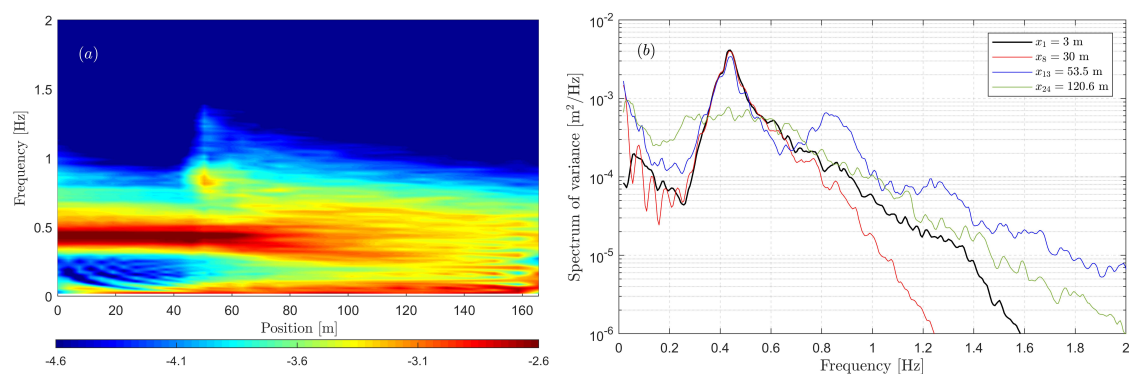 (a)
Frequency [Hz]
2
1.5
1
0.5
0
0 20 40 60 80 100 120 140 160
Position [m]
-4.6 -4.1 -3.6 -3.1 -2.6
(b)
x₁ = 3 m
x₈ = 30 m
x₁₃ = 53.5 m
x₂₄ = 120.6 m
Spectrum of variance [m²/Hz]
10⁻²
10⁻³
10⁻⁴
10⁻⁵
10⁻⁶
0 0.2 0.4 0.6 0.8 1 1.2 1.4 1.6 1.8 2
Frequency [Hz]